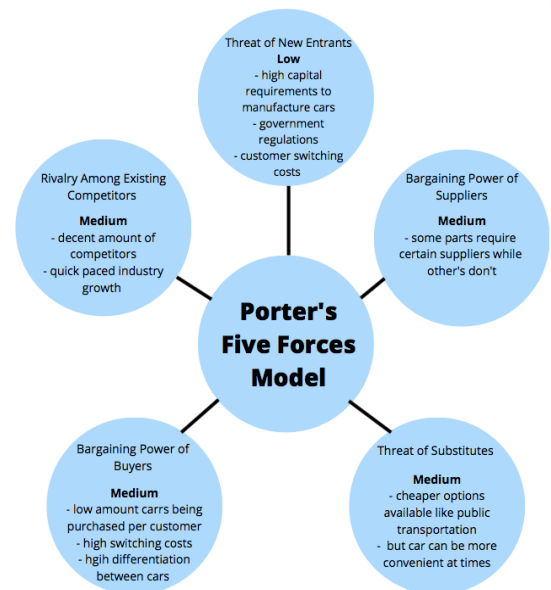 Threat of New Entrants
Low
- high capital
requirements to
manufacture cars
- government
regulations
- customer switching
costs
Rivalry Among Existing
Competitors
Medium
- decent amount of
competitors
- quick paced industry
growth
Bargaining Power of
Suppliers
Medium
- some parts require
certain suppliers while
other's don't
Porter's
Five Forces
Model
Bargaining Power of
Buyers
Medium
- low amount carrs being
purchased per customer
- high switching costs
- hgih differentiation
between cars
Threat of Substitutes
Medium
- cheaper options
available like public
transportation
- but car can be more
convenient at times